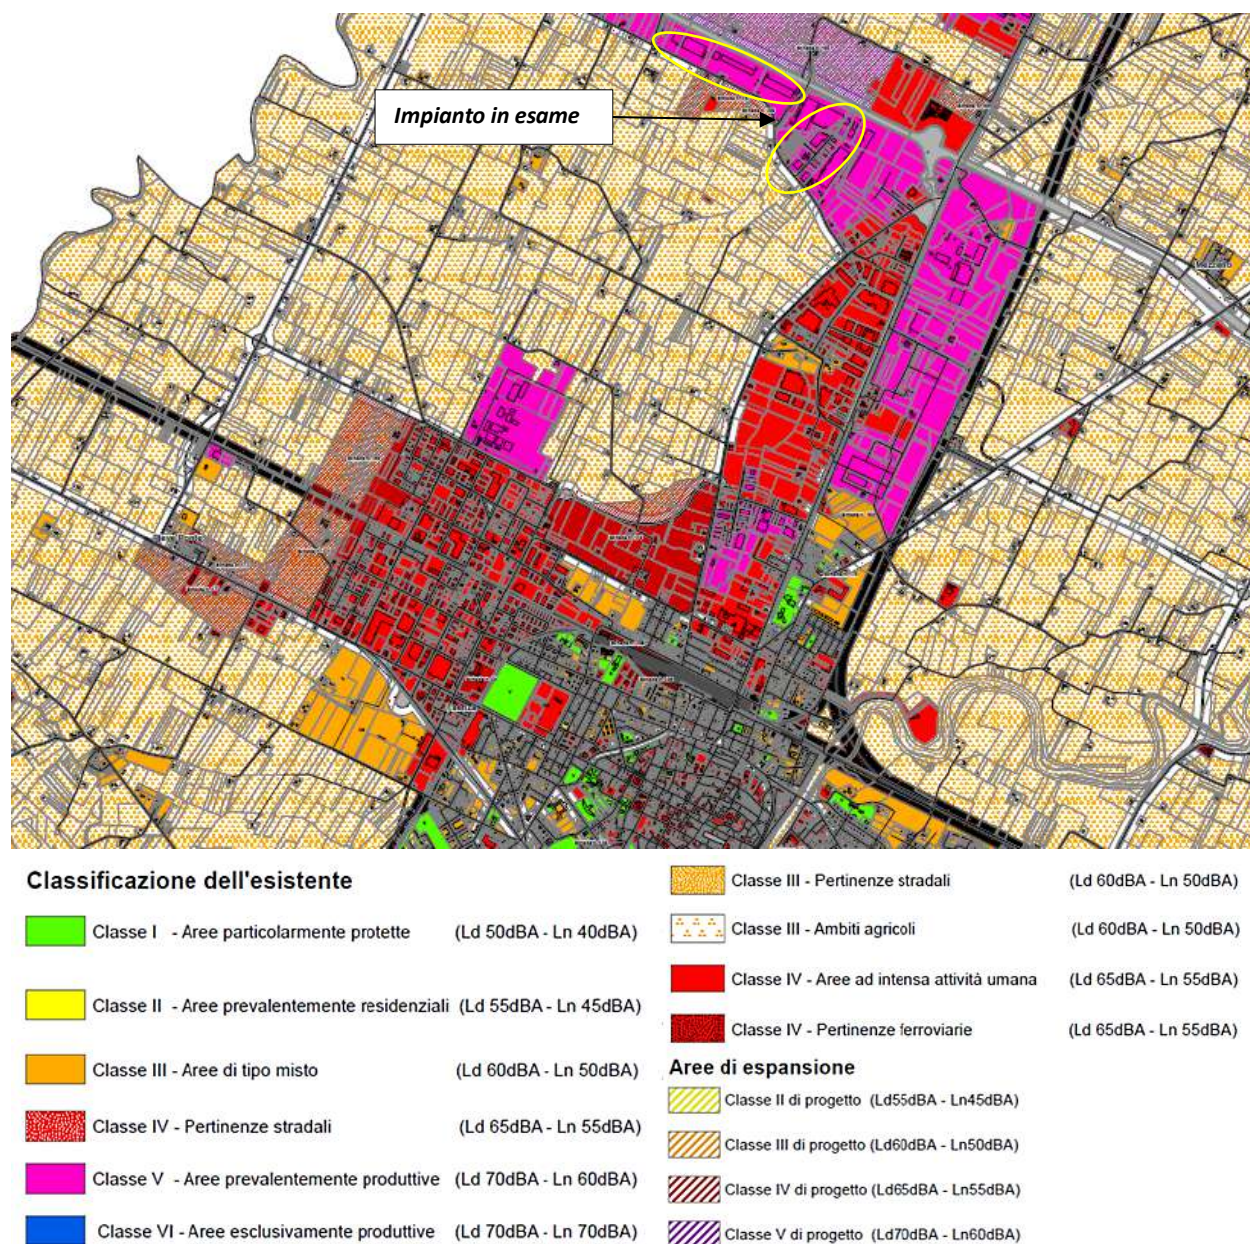 Impianto in esame
Classificazione dell'esistente
Classe I - Aree particolarmente protette (Ld 50dBA - Ln 40dBA)
Classe II - Aree prevalentemente residenziali (Ld 55dBA - Ln 45dBA)
Classe III - Aree di tipo misto (Ld 60dBA - Ln 50dBA)
Classe IV - Pertinenze stradali (Ld 65dBA - Ln 55dBA)
Classe V - Aree prevalentemente produttive (Ld 70dBA - Ln 60dBA)
Classe VI - Aree esclusivamente produttive (Ld 70dBA - Ln 70dBA)
Classe III - Pertinenze stradali (Ld 60dBA - Ln 50dBA)
Classe III - Ambiti agricoli (Ld 60dBA - Ln 50dBA)
Classe IV - Aree ad intensa attività umana (Ld 65dBA - Ln 55dBA)
Classe IV - Pertinenze ferroviarie (Ld 65dBA - Ln 55dBA)
Aree di espansione
Classe II di progetto (Ld55dBA - Ln45dBA)
Classe III di progetto (Ld60dBA - Ln50dBA)
Classe IV di progetto (Ld65dBA - Ln55dBA)
Classe V di progetto (Ld70dBA - Ln60dBA)